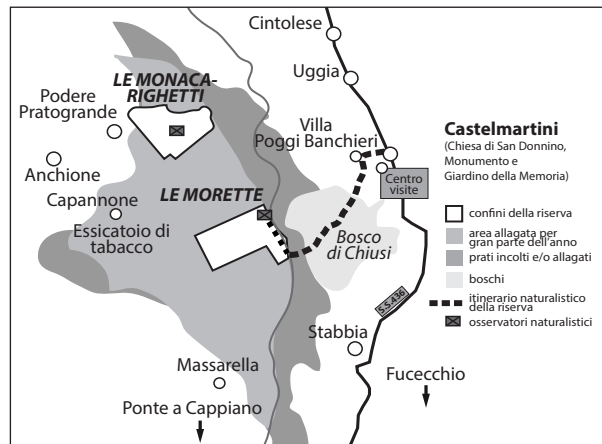 Cintolese
Uggia
LE MONACA-
RIGHETTI
Podere
Pratogrande
Villa
Poggi Banchieri
Castelmartini
(Chiesa di San Donnino,
Monumento e
Giardino della Memoria)
Anchione
Centro
visite
Capannone
LE MORETTE
Essicatoio di
tabacco
Bosco
di Chiusi
confini della riserva
area allagata per
gran parte dell'anno
prati incolti e/o allagati
boschi
itinerario naturalistico
della riserva
osservatori naturalistici
S.S.436
Stabbia
Massarella
Fucecchio
Ponte a Cappiano